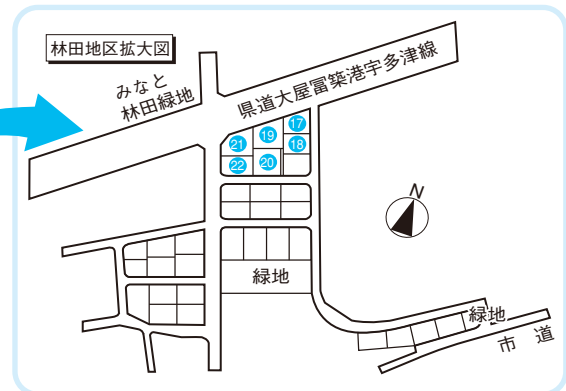 林田地区拡大図
みなと
林田緑地
県道大屋冨築港宇多津線
17
19
18
21
20
22
N
緑地
緑地
市道